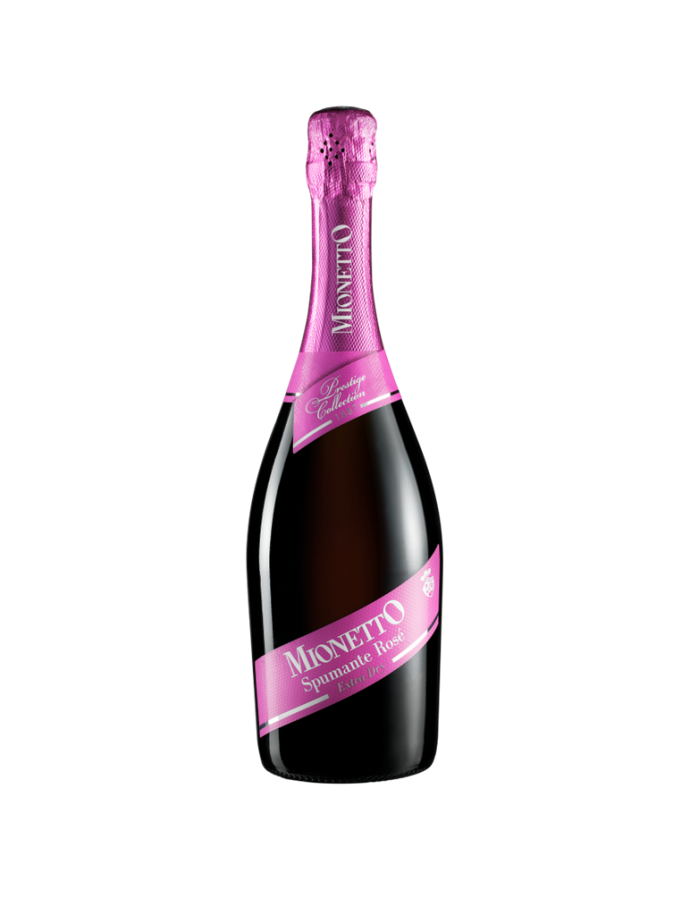 MIONETTO
Prestige
Collection
MIONETTO
Spumante Rosé
Extra Dry